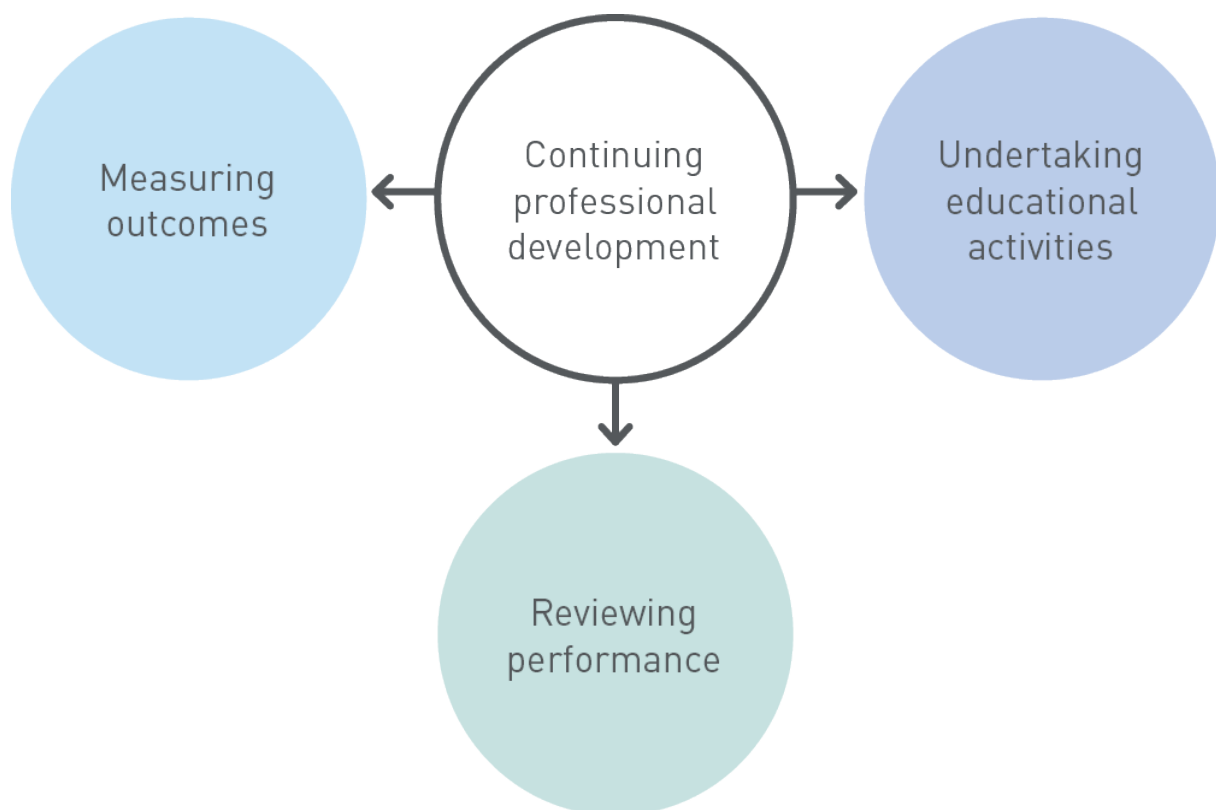 Measuring
outcomes
Continuing
professional
development
Undertaking
educational
activities
Reviewing
performance